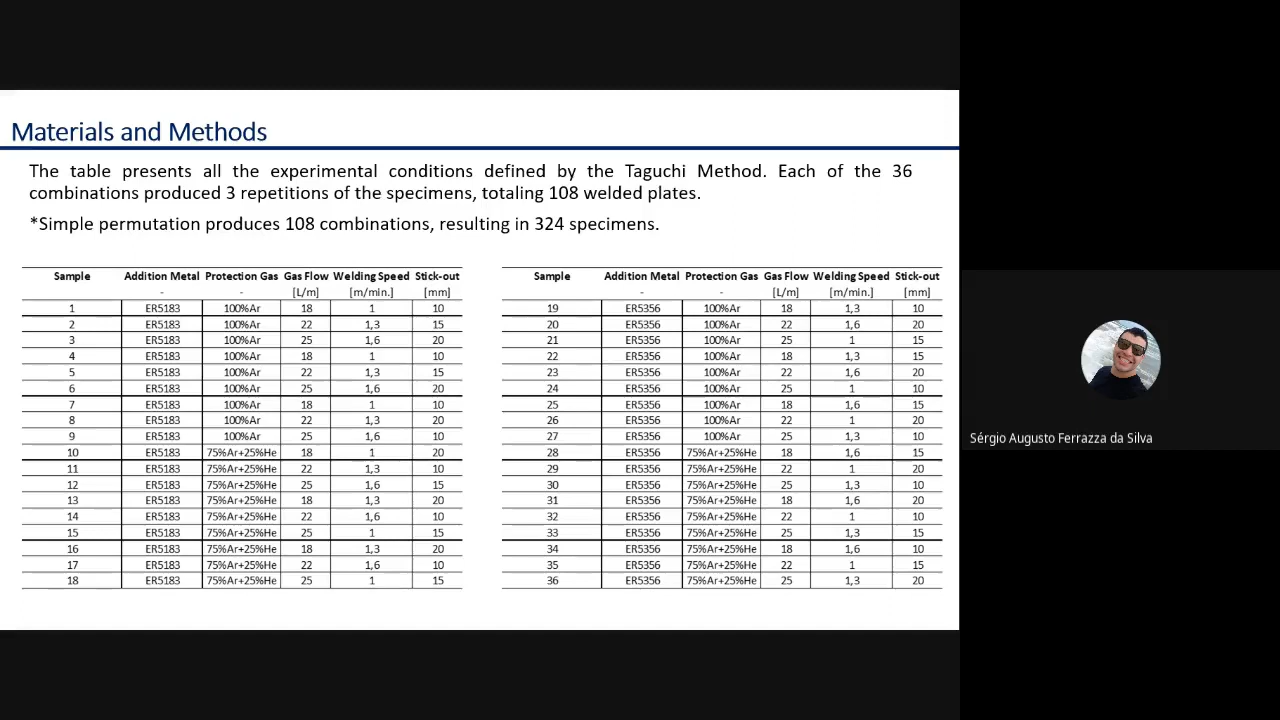 Materials and Methods
The table presents all the experimental conditions defined by the Taguchi Method. Each of the 36
combinations produced 3 repetitions of the specimens, totaling 108 welded plates.
*Simple permutation produces 108 combinations, resulting in 324 specimens.
Sample Addition Metal Protection Gas Gas Flow Welding Speed Stick-out
- - [L/m] [m/min.] [mm]
1 ER5183 100%Ar 18 1 10
2 ER5183 100%Ar 22 1,3 15
3 ER5183 100%Ar 25 1,6 20
4 ER5183 100%Ar 18 1 10
5 ER5183 100%Ar 22 1,3 15
6 ER5183 100%Ar 25 1,6 20
7 ER5183 100%Ar 18 1 10
8 ER5183 100%Ar 22 1,3 20
9 ER5183 100%Ar 25 1,6 10
10 ER5183 75%Ar+25%He 18 1 20
11 ER5183 75%Ar+25%He 22 1,3 10
12 ER5183 75%Ar+25%He 25 1,6 15
13 ER5183 75%Ar+25%He 18 1,3 20
14 ER5183 75%Ar+25%He 22 1,6 10
15 ER5183 75%Ar+25%He 25 1 15
16 ER5183 75%Ar+25%He 18 1,3 20
17 ER5183 75%Ar+25%He 22 1,6 10
18 ER5183 75%Ar+25%He 25 1 15
Sample Addition Metal Protection Gas Gas Flow Welding Speed Stick-out
- - [L/m] [m/min.] [mm]
19 ER5356 100%Ar 18 1,3 10
20 ER5356 100%Ar 22 1,6 20
21 ER5356 100%Ar 25 1 15
22 ER5356 100%Ar 18 1,3 15
23 ER5356 100%Ar 22 1,6 20
24 ER5356 100%Ar 25 1 10
25 ER5356 100%Ar 18 1,6 15
26 ER5356 100%Ar 22 1 20
27 ER5356 100%Ar 25 1,3 10
28 ER5356 75%Ar+25%He 18 1,6 15
29 ER5356 75%Ar+25%He 22 1 20
30 ER5356 75%Ar+25%He 25 1,3 10
31 ER5356 75%Ar+25%He 18 1,6 20
32 ER5356 75%Ar+25%He 22 1 10
33 ER5356 75%Ar+25%He 25 1,3 15
34 ER5356 75%Ar+25%He 18 1,6 10
35 ER5356 75%Ar+25%He 22 1 15
36 ER5356 75%Ar+25%He 25 1,3 20
Sérgio Augusto Ferrazza da Silva